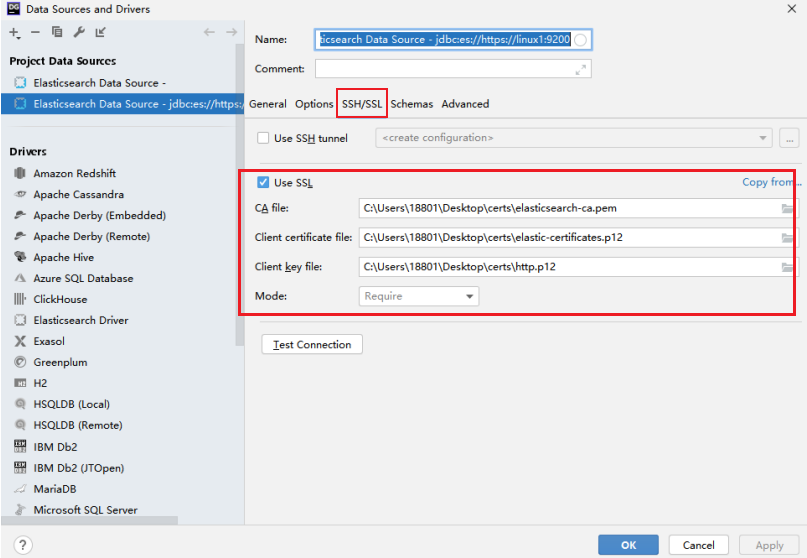 DG Data Sources and Drivers
Project Data Sources
Elasticsearch Data Source -
Elasticsearch Data Source - jdbc:es://https:/
Drivers
Amazon Redshift
Apache Cassandra
Apache Derby (Embedded)
Apache Derby (Remote)
Apache Hive
Azure SQL Database
ClickHouse
Elasticsearch Driver
Exasol
Greenplum
H2
HSQLDB (Local)
HSQLDB (Remote)
IBM Db2
IBM Db2 (JTOpen)
MariaDB
Microsoft SQL Server
?
Name: ticsearch Data Source - jdbc:es://https://linux1:9200
Comment:
General Options SSH/SSL Schemas Advanced
Use SSH tunnel <create configuration> ...
Use SSL Copy from...
CA file: C:\Users\18801\Desktop\certs\elasticsearch-ca.pem
Client certificate file: C:\Users\18801\Desktop\certs\elastic-certificates.p12
Client key file: C:\Users\18801\Desktop\certs\http.p12
Mode: Require
Test Connection
OK Cancel Apply